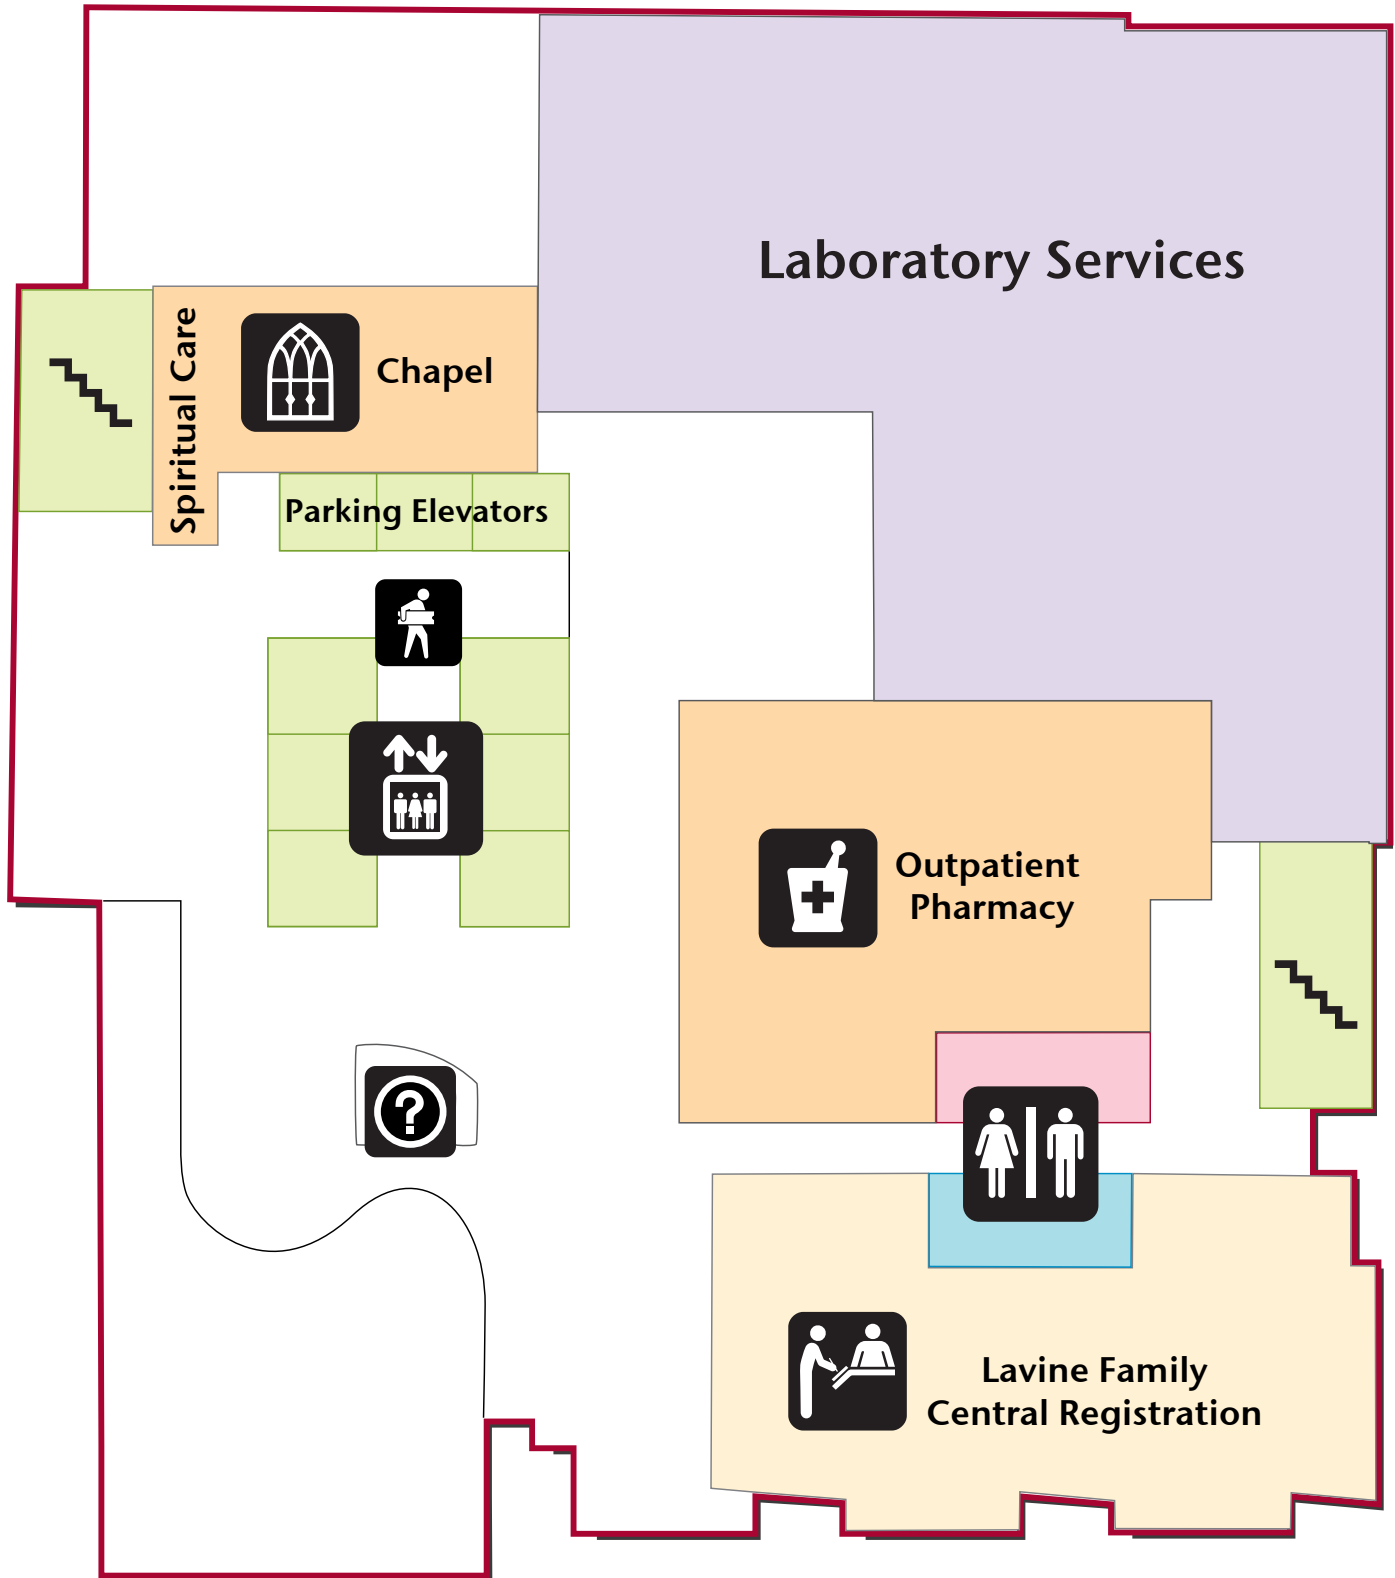 Laboratory Services
Spiritual Care
Chapel
Parking Elevators
Outpatient
Pharmacy
?
Lavine Family
Central Registration